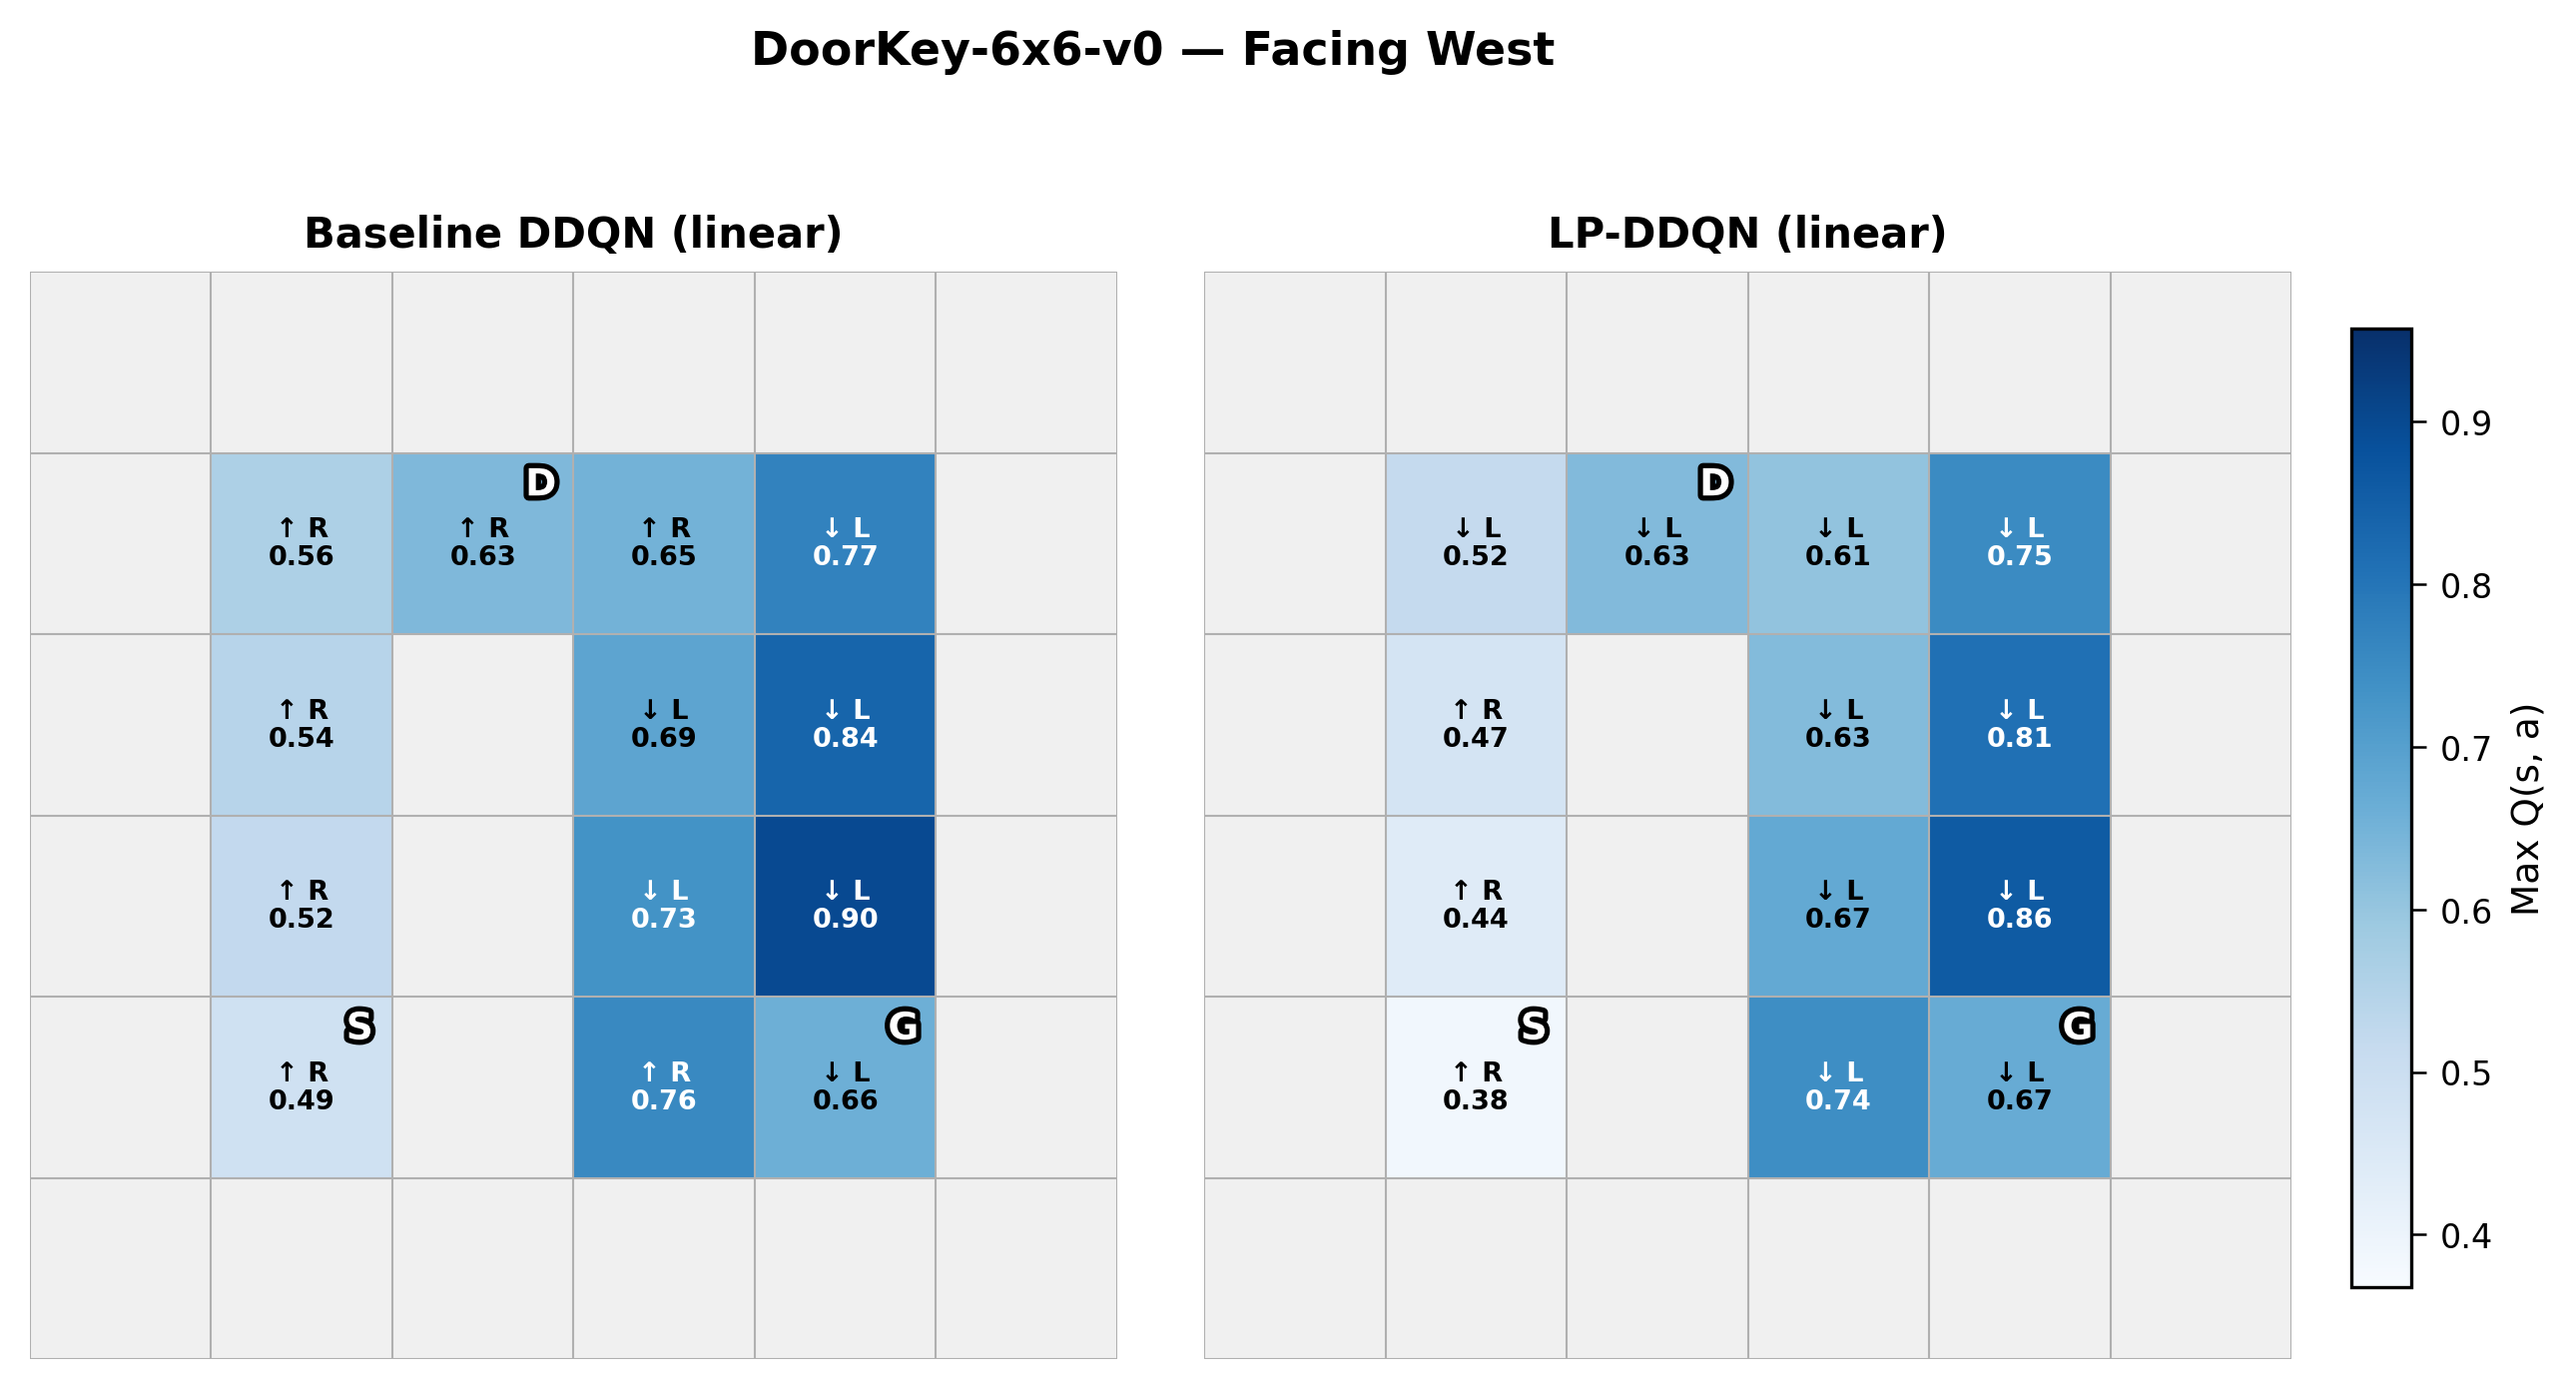 DoorKey-6x6-v0 — Facing West
Baseline DDQN (linear)
D
↑ R
0.56
↑ R
0.63
↑ R
0.65
↓ L
0.77
↑ R
0.54
↓ L
0.69
↓ L
0.84
↑ R
0.52
↓ L
0.73
↓ L
0.90
S
G
↑ R
0.49
↑ R
0.76
↓ L
0.66
LP-DDQN (linear)
D
↓ L
0.52
↓ L
0.63
↓ L
0.61
↓ L
0.75
↑ R
0.47
↓ L
0.63
↓ L
0.81
↑ R
0.44
↓ L
0.67
↓ L
0.86
S
G
↑ R
0.38
↓ L
0.74
↓ L
0.67
0.9
0.8
0.7
0.6
0.5
0.4
Max Q(s, a)